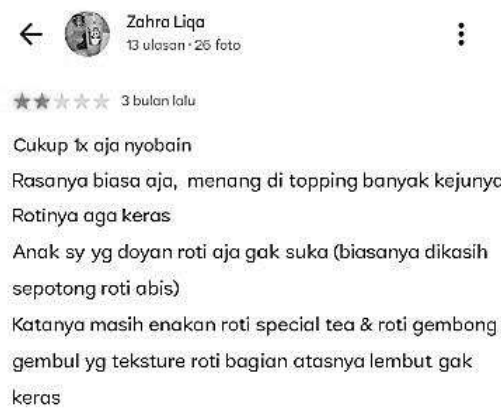 Zahra Liqa
13 ulasan · 26 foto
3 bulan lalu
Cukup 1x aja nyobain
Rasanya biasa aja, menang di topping banyak kejunya
Rotinya aga keras
Anak sy yg doyan roti aja gak suka (biasanya dikasih
sepotong roti abis)
Katanya masih enakan roti special tea & roti gembong
gembul yg teksture roti bagian atasnya lembut gak
keras